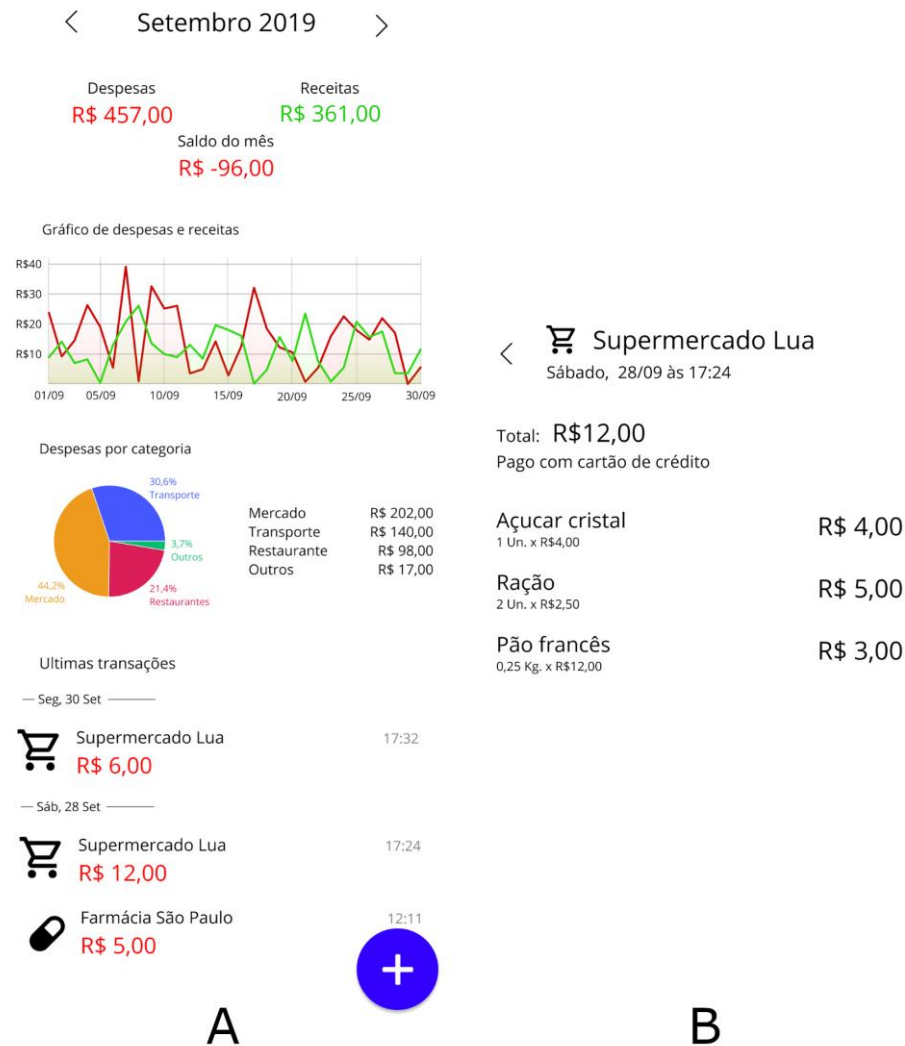 Setembro 2019
Despesas Receitas
R$ 457,00 R$ 361,00
Saldo do mês
R$ -96,00
Gráfico de despesas e receitas
R$40
R$30
R$20
R$10
01/09 05/09 10/09 15/09 20/09 25/09 30/09
Despesas por categoria
30,6%
Transporte
3,7%
Outros
21,4%
Restaurantes
44,2%
Mercado
Mercado R$ 202,00
Transporte R$ 140,00
Restaurante R$ 98,00
Outros R$ 17,00
Ultimas transações
Seg, 30 Set
Supermercado Lua 17:32
R$ 6,00
Sáb, 28 Set
Supermercado Lua 17:24
R$ 12,00
Farmácia São Paulo 12:11
R$ 5,00
A
Supermercado Lua
Sábado, 28/09 às 17:24
Total: R$12,00
Pago com cartão de crédito
Açucar cristal R$ 4,00
1 Un. x R$4,00
Ração R$ 5,00
2 Un. x R$2,50
Pão francês R$ 3,00
0,25 Kg. x R$12,00
B